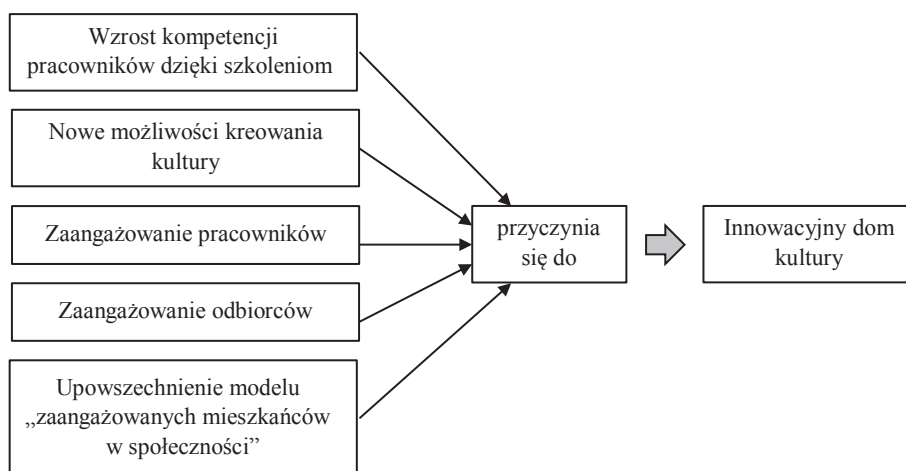 Wzrost kompetencji
pracowników dzięki szkoleniom
Nowe możliwości kreowania
kultury
Zaangażowanie pracowników
Zaangażowanie odbiorców
Upowszechnienie modelu
„zaangażowanych mieszkańców
w społeczności”
przyczynia
się do
Innowacyjny dom
kultury